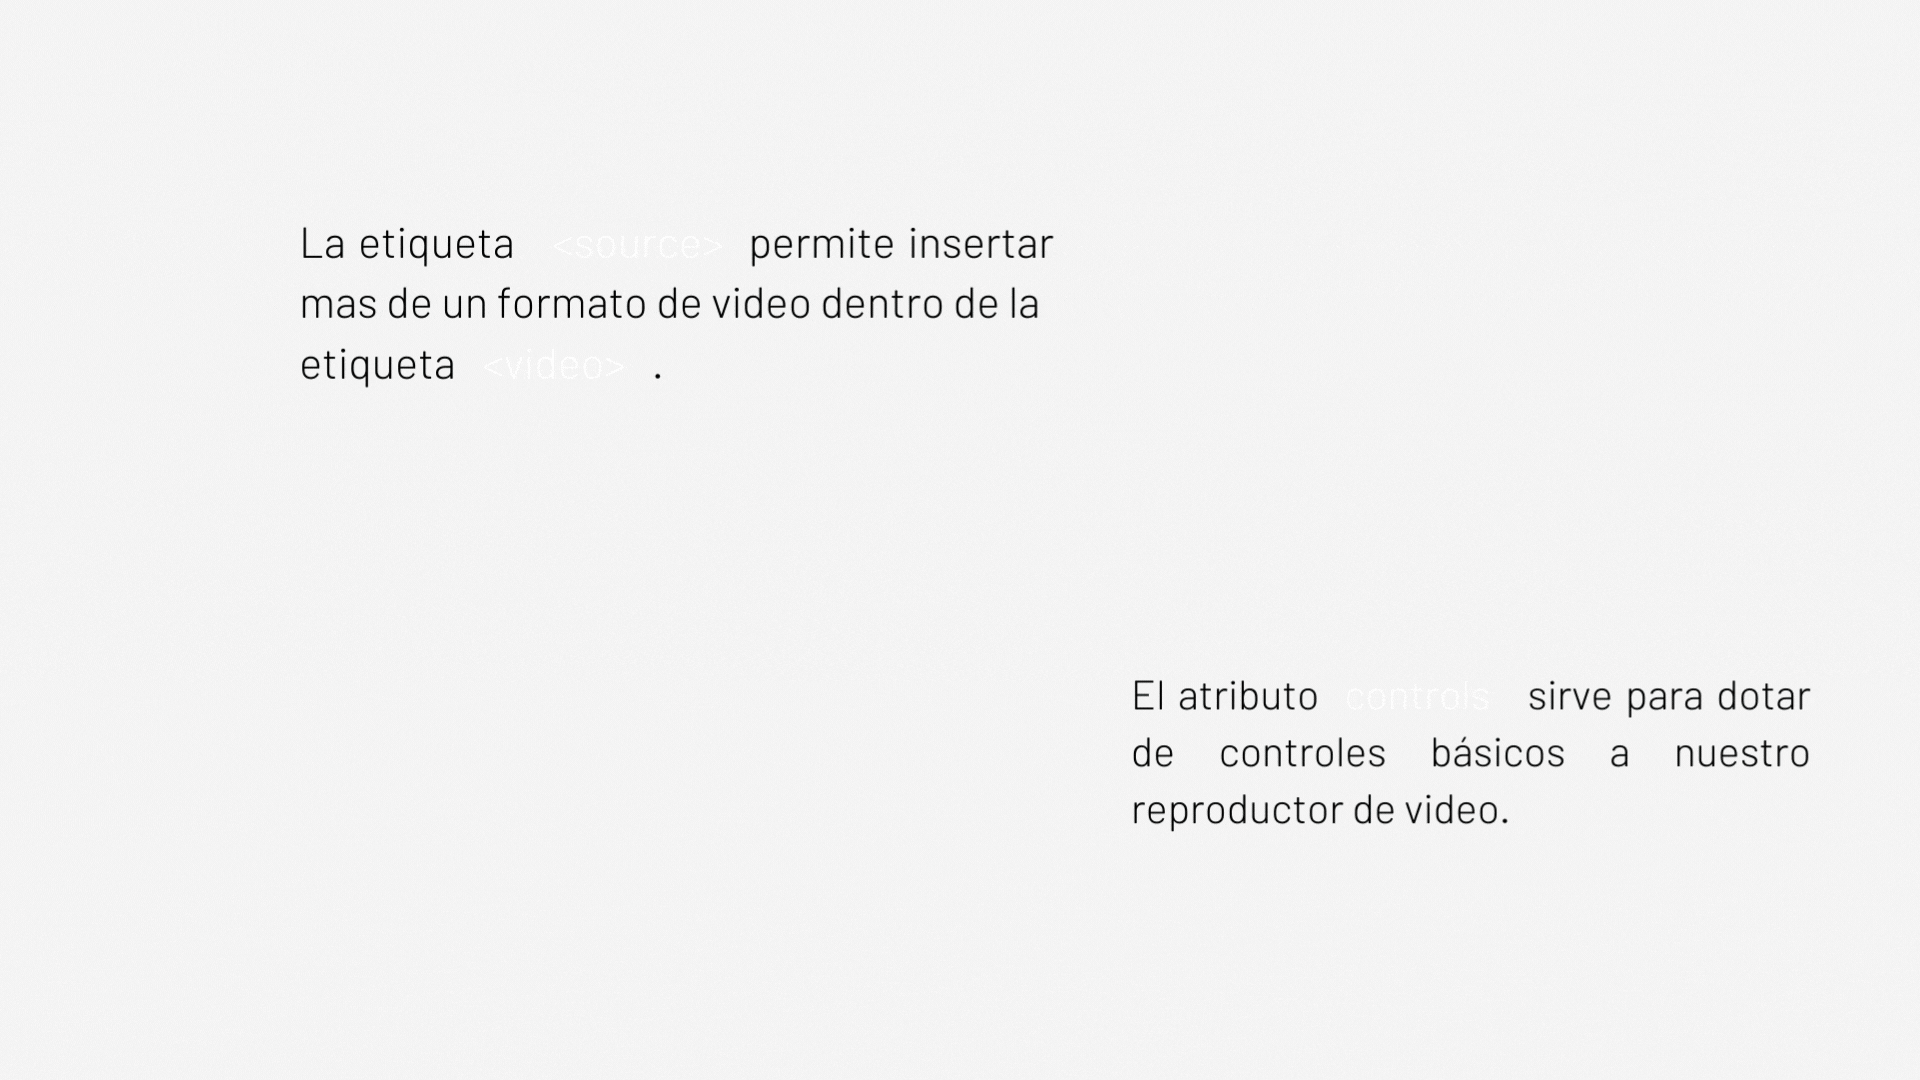 La etiqueta <source> permite insertar
mas de un formato de video dentro de la
etiqueta <video> .
El atributo controls sirve para dotar
de controles básicos a nuestro
reproductor de video.